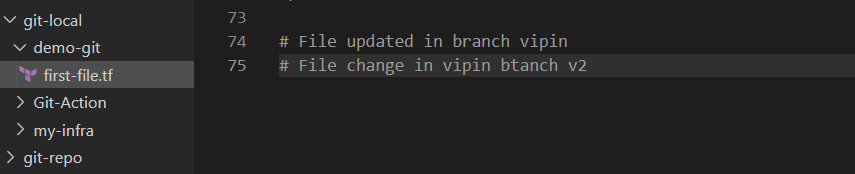 git-local
demo-git
first-file.tf
Git-Action
my-infra
git-repo
73
74 # File updated in branch vipin
75 # File change in vipin btanch v2